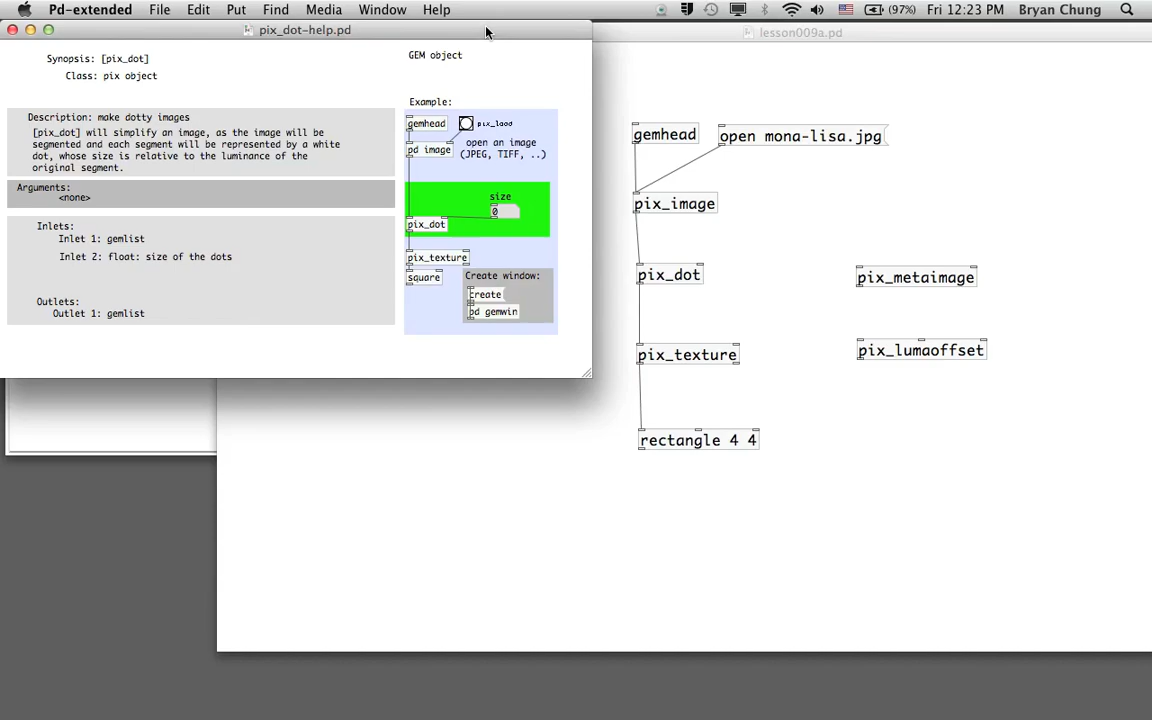 Pd-extended File Edit Put Find Media Window Help (97%) Fri 12:23 PM Bryan Chung
pix_dot-help.pd
lesson009a.pd
Synopsis: [pix_dot]
Class: pix object
GEM object
Description: make dotty images
[pix_dot] will simplify an image, as the image will be
segmented and each segment will be represented by a white
dot, whose size is relative to the luminance of the
original segment.
Arguments:
<none>
Inlets:
Inlet 1: gemlist
Inlet 2: float: size of the dots
Outlets:
Outlet 1: gemlist
Example:
gemhead
pix_load
pd image
open an image
(JPEG, TIFF, ..)
size
0
pix_dot
pix_texture
square
Create window:
create
pd gemwin
gemhead
open mona-lisa.jpg
pix_image
pix_dot
pix_metaimage
pix_texture
pix_lumaoffset
rectangle 4 4